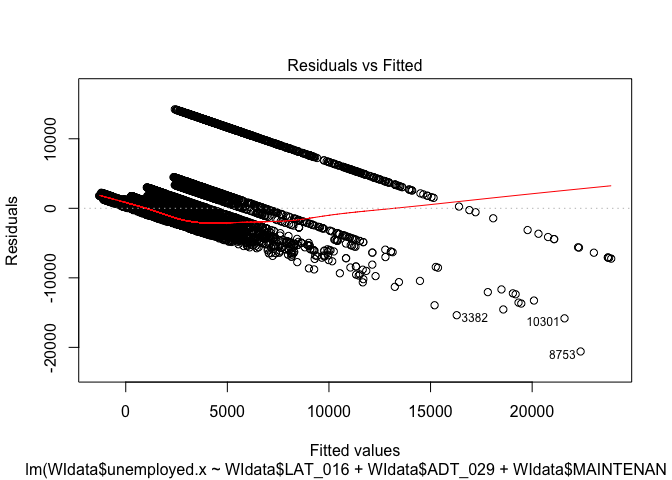 Residuals vs Fitted
Residuals
10000
0
-10000
-20000
3382
10301
8753
0 5000 10000 15000 20000
Fitted values
lm(WIdata$unemployed.x ~ WIdata$LAT_016 + WIdata$ADT_029 + WIdata$MAINTENAN